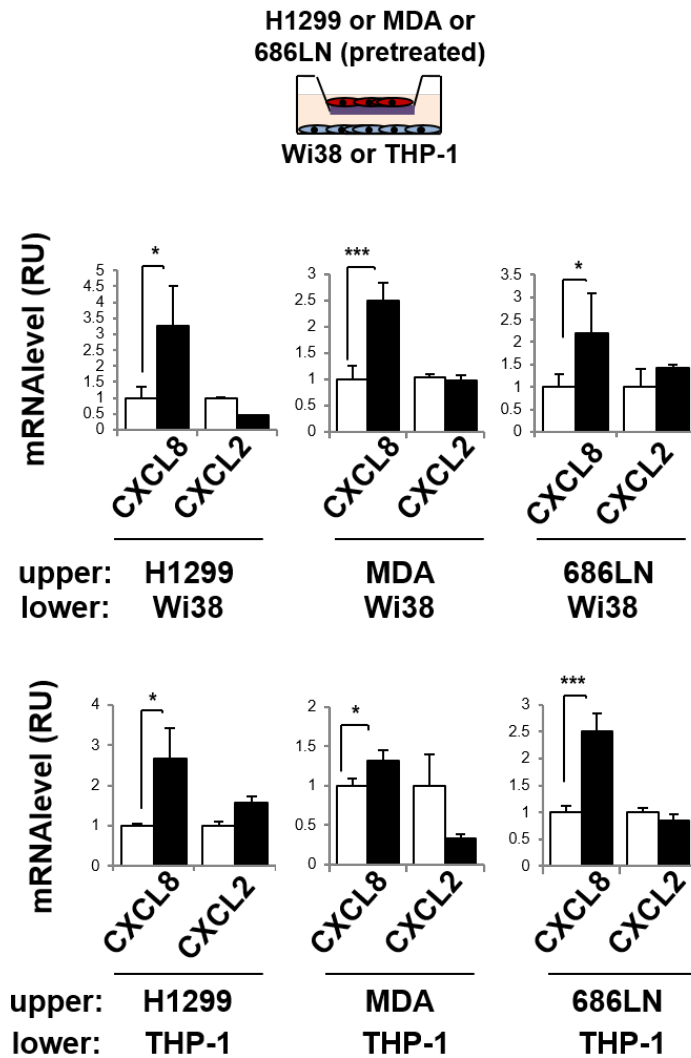 H1299 or MDA or
686LN (pretreated)
Wi38 or THP-1
mRNAlevel (RU)
5
4.5
4
3.5
3
2.5
2
1.5
1
0.5
0
*
CXCL8
CXCL2
3
2.5
2
1.5
1
0.5
0
***
CXCL8
CXCL2
3.5
3
2.5
2
1.5
1
0.5
0
*
CXCL8
CXCL2
upper: H1299 MDA 686LN
lower: Wi38 Wi38 Wi38
mRNAlevel (RU)
4
3
2
1
0
*
CXCL8
CXCL2
2
1.5
1
0.5
0
*
CXCL8
CXCL2
3
2.5
2
1.5
1
0.5
0
***
CXCL8
CXCL2
upper: H1299 MDA 686LN
lower: THP-1 THP-1 THP-1